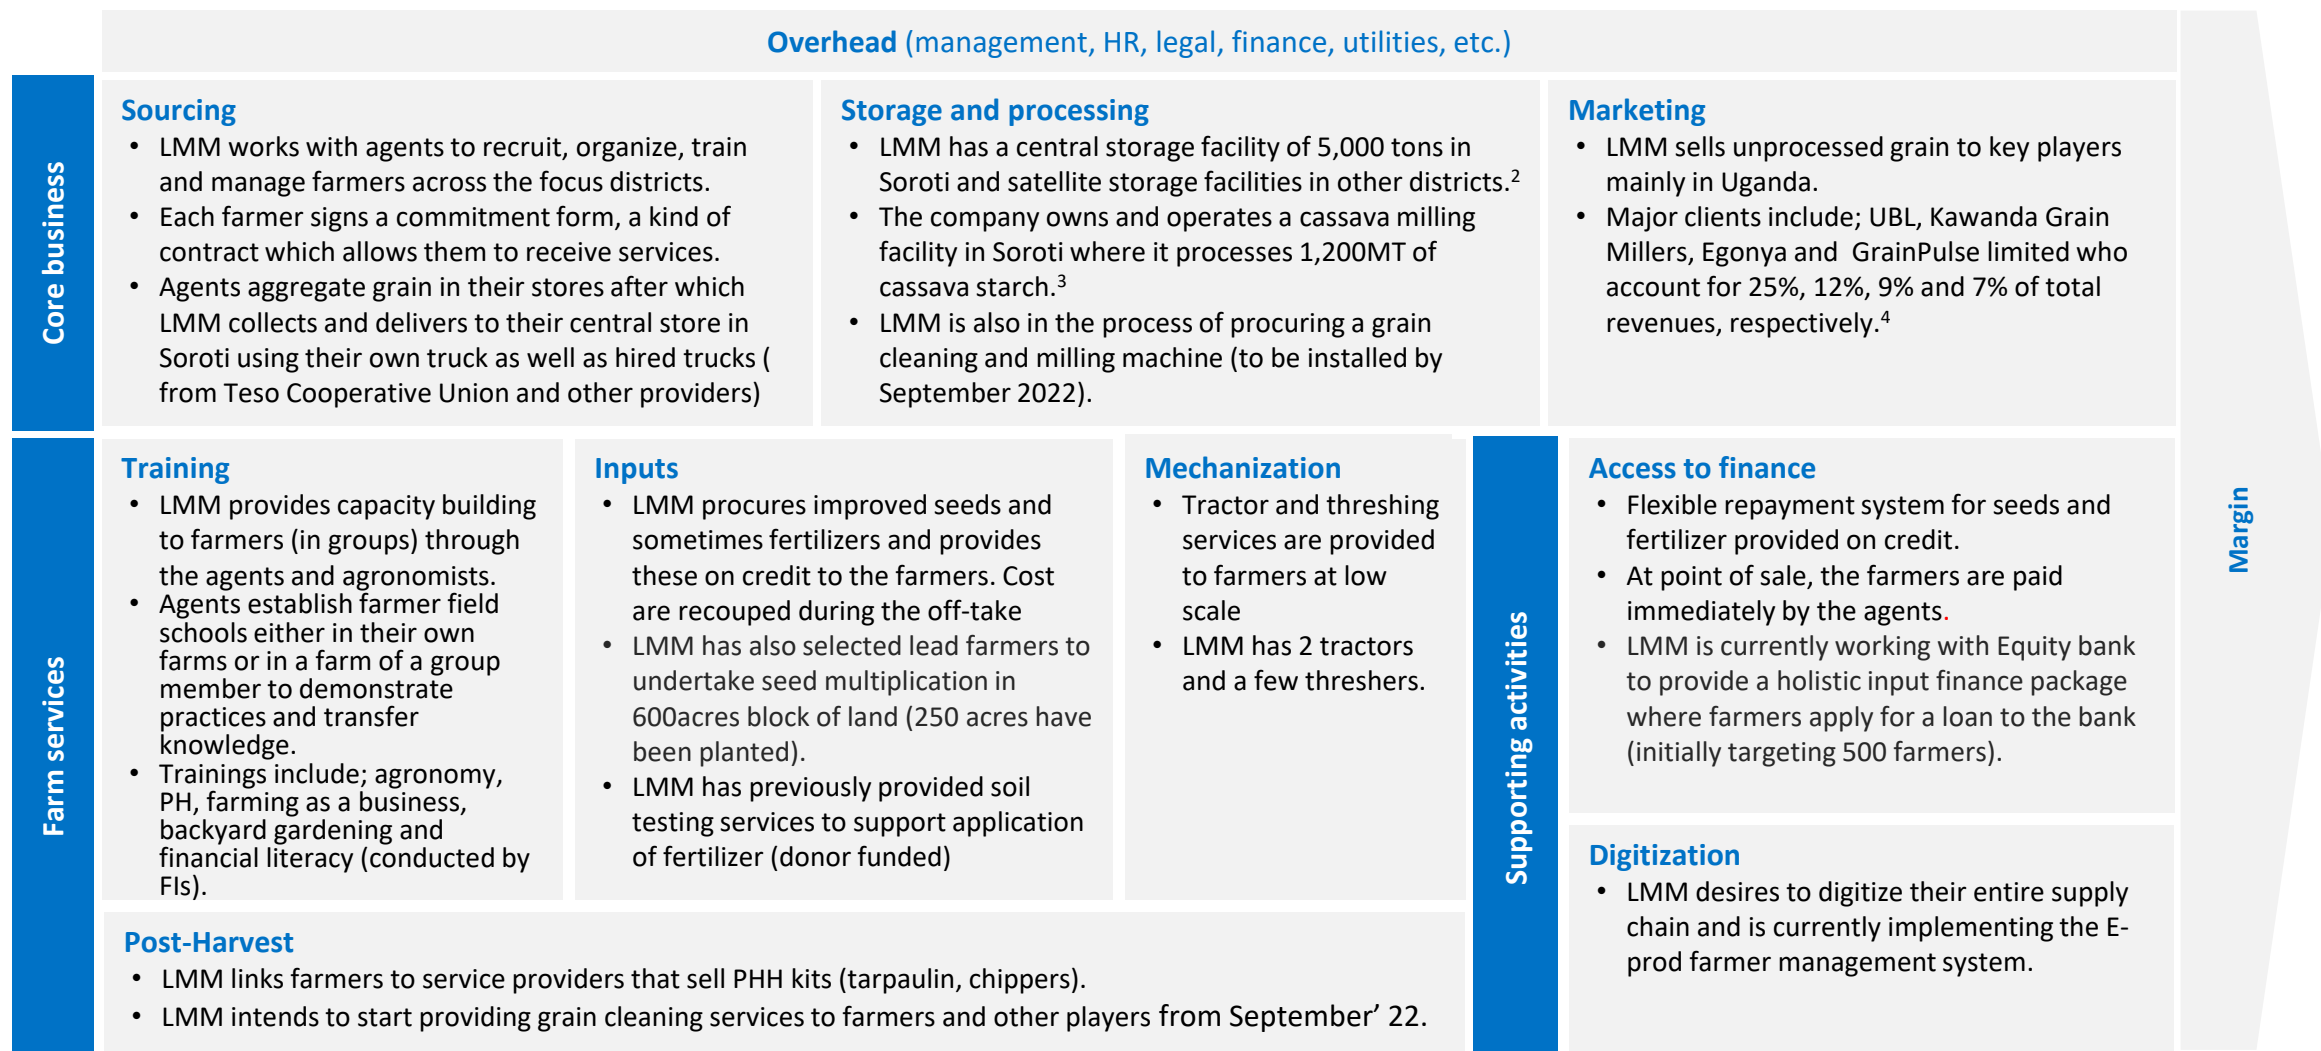 Overhead (management, HR, legal, finance, utilities, etc.)
Core business
Sourcing
• LMM works with agents to recruit, organize, train
and manage farmers across the focus districts.
• Each farmer signs a commitment form, a kind of
contract which allows them to receive services.
• Agents aggregate grain in their stores after which
LMM collects and delivers to their central store in
Soroti using their own truck as well as hired trucks (
from Teso Cooperative Union and other providers)
Storage and processing
• LMM has a central storage facility of 5,000 tons in
Soroti and satellite storage facilities in other districts.²
• The company owns and operates a cassava milling
facility in Soroti where it processes 1,200MT of
cassava starch.³
• LMM is also in the process of procuring a grain
cleaning and milling machine (to be installed by
September 2022).
Marketing
• LMM sells unprocessed grain to key players
mainly in Uganda.
• Major clients include; UBL, Kawanda Grain
Millers, Egonya and  GrainPulse limited who
account for 25%, 12%, 9% and 7% of total
revenues, respectively.⁴
Farm services
Training
• LMM provides capacity building
to farmers (in groups) through
the agents and agronomists.
• Agents establish farmer field
schools either in their own
farms or in a farm of a group
member to demonstrate
practices and transfer
knowledge.
• Trainings include; agronomy,
PH, farming as a business,
backyard gardening and
financial literacy (conducted by
FIs).
Inputs
• LMM procures improved seeds and
sometimes fertilizers and provides
these on credit to the farmers. Cost
are recouped during the off-take
• LMM has also selected lead farmers to
undertake seed multiplication in
600acres block of land (250 acres have
been planted).
• LMM has previously provided soil
testing services to support application
of fertilizer (donor funded)
Mechanization
• Tractor and threshing
services are provided
to farmers at low
scale
• LMM has 2 tractors
and a few threshers.
Post-Harvest
• LMM links farmers to service providers that sell PHH kits (tarpaulin, chippers).
• LMM intends to start providing grain cleaning services to farmers and other players from September’ 22.
Supporting activities
Access to finance
• Flexible repayment system for seeds and
fertilizer provided on credit.
• At point of sale, the farmers are paid
immediately by the agents.
• LMM is currently working with Equity bank
to provide a holistic input finance package
where farmers apply for a loan to the bank
(initially targeting 500 farmers).
Digitization
• LMM desires to digitize their entire supply
chain and is currently implementing the E-
prod farmer management system.
Margin